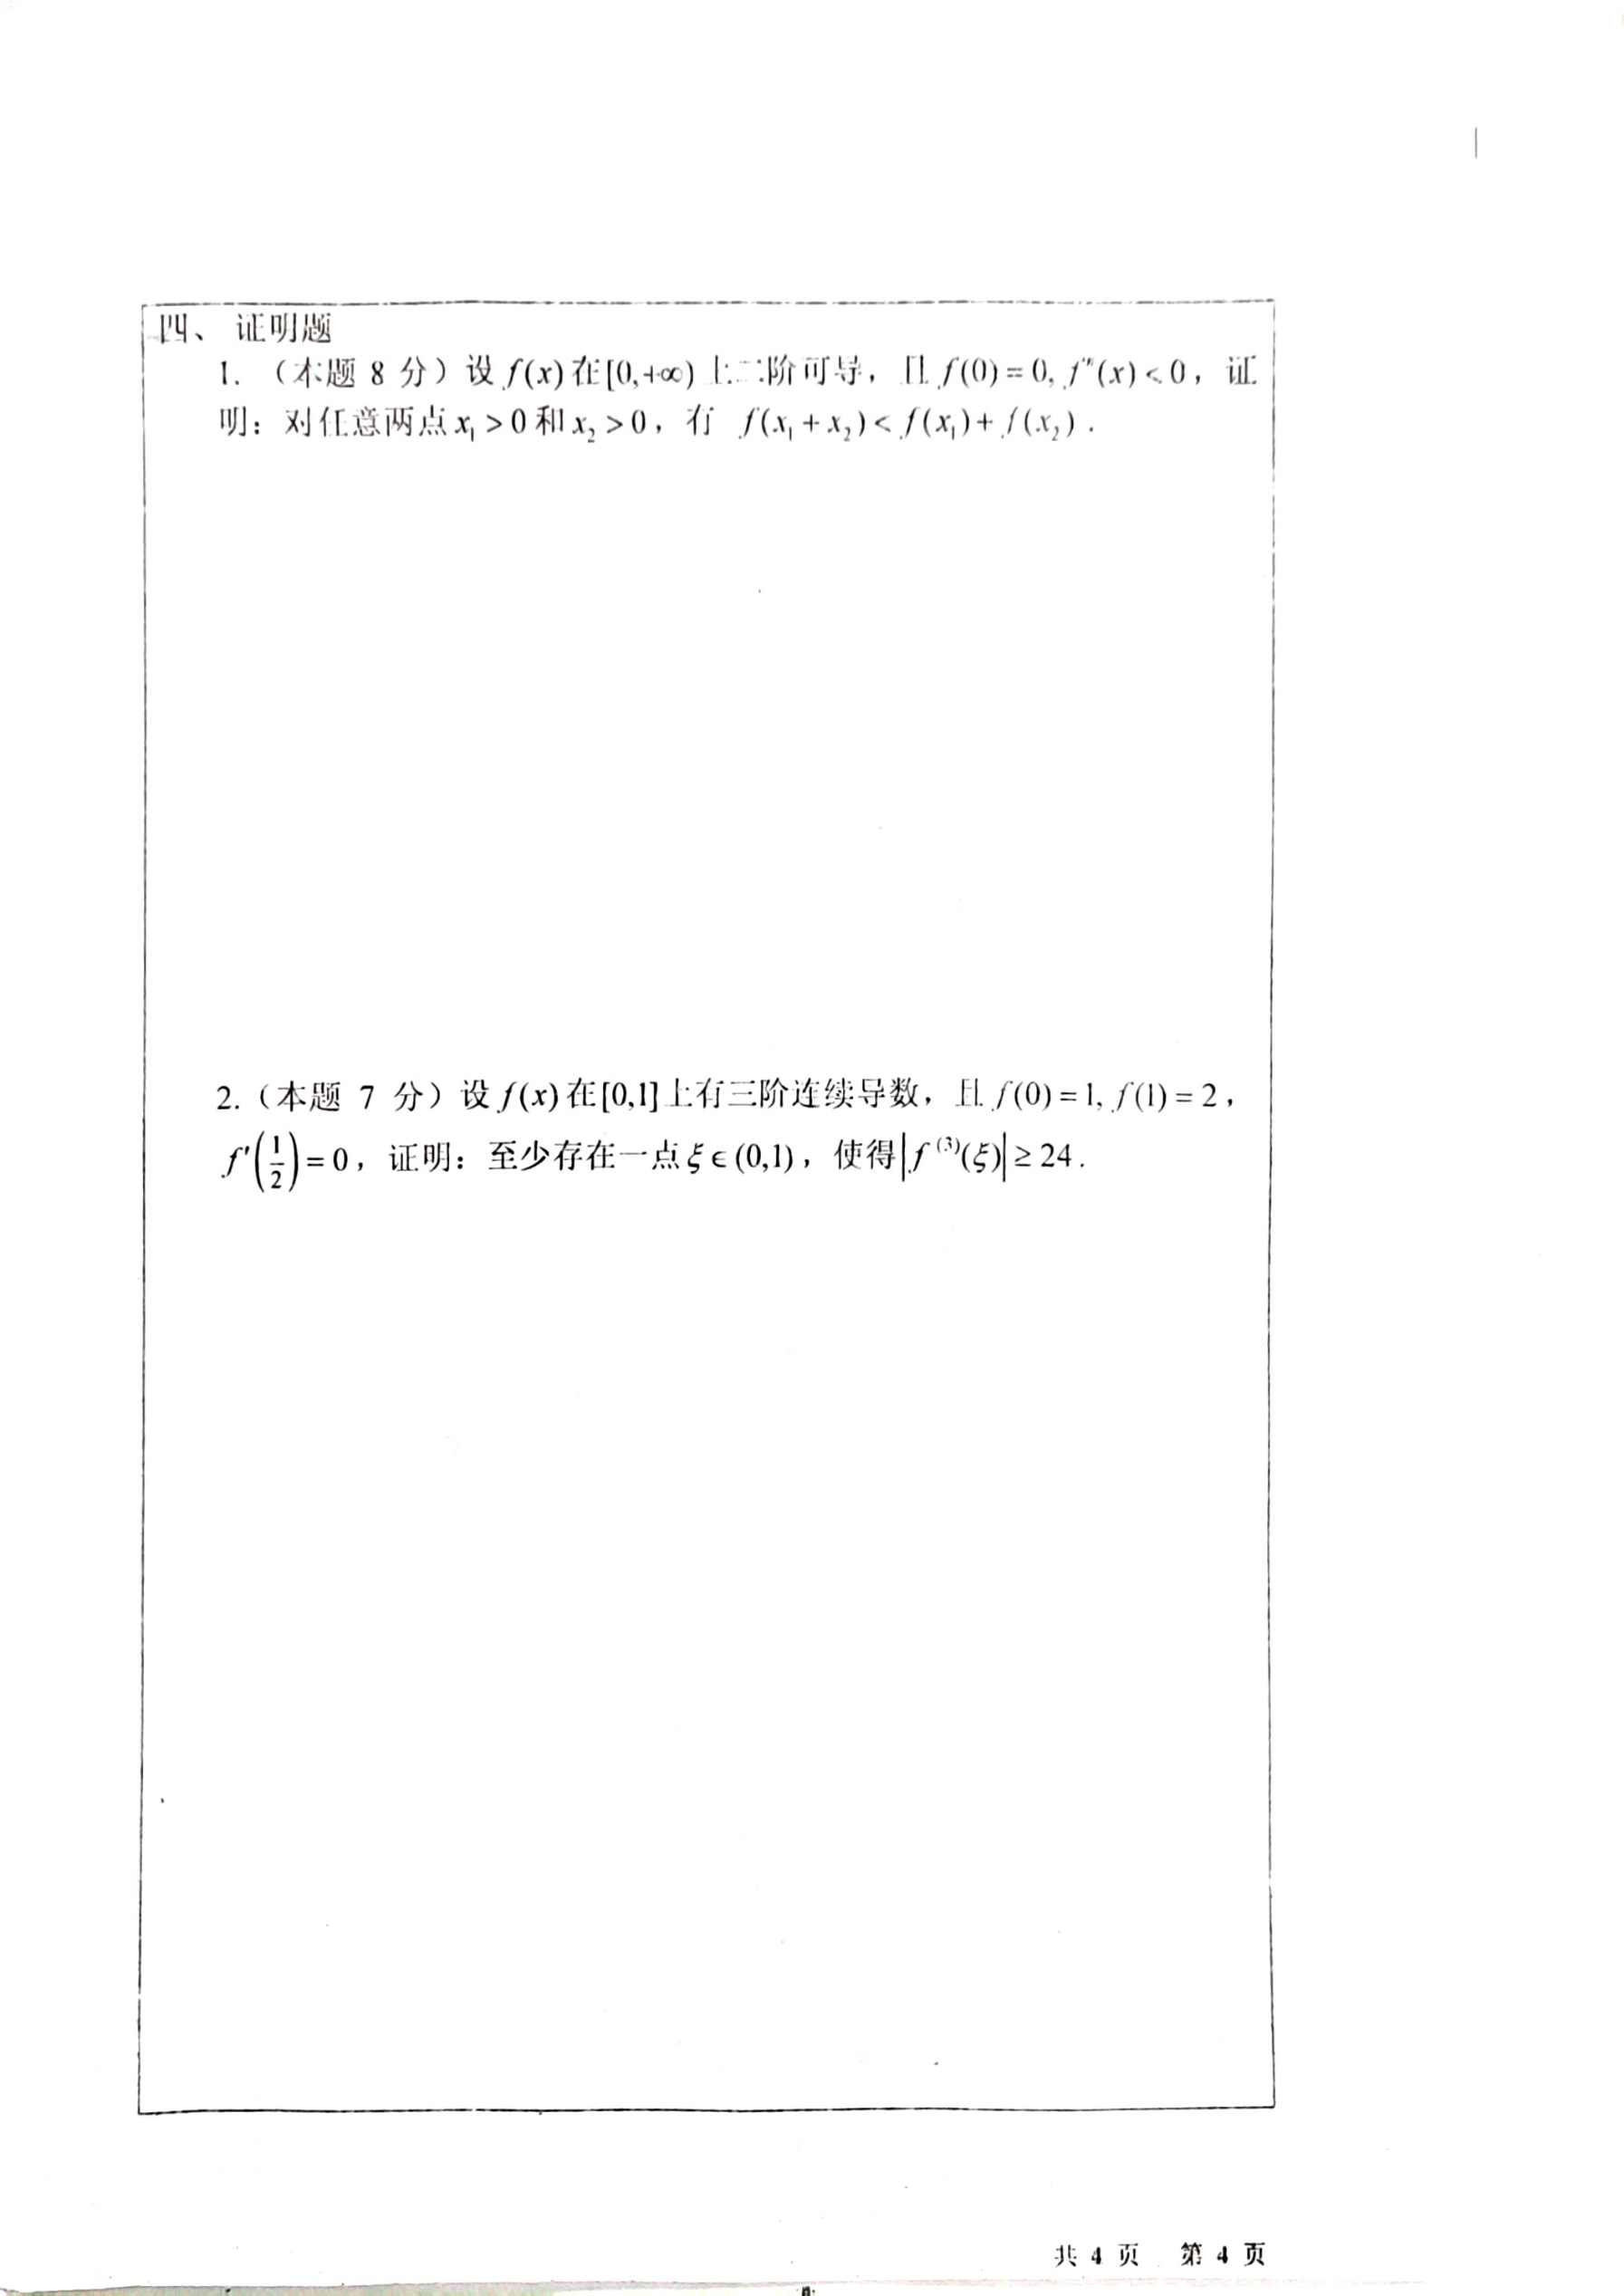 四、 证明题
1. （本题 8 分）设 f(x) 在[0,+∞) 上二阶可导，且 f(0) = 0, f″(x) < 0，证
明：对任意两点 x₁ > 0 和 x₂ > 0，有 f(x₁ + x₂) < f(x₁) + f(x₂) .
2.（本题 7 分）设 f(x) 在[0,1] 上有三阶连续导数，且 f(0) = 1, f(1) = 2，
f′(1/2) = 0，证明：至少存在一点 ξ ∈ (0,1)，使得|f⁽³⁾(ξ)| ≥ 24 .
共 4 页 第 4 页